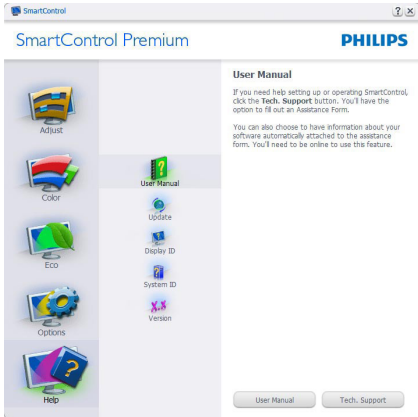 SmartControl
? ×
SmartControl Premium
PHILIPS
Adjust
Color
Eco
Options
Help
User Manual
Update
Display ID
System ID
Version
User Manual
If you need help setting up or operating SmartControl,
click the Tech. Support button. You'll have the
option to fill out an Assistance Form.
You can also choose to have information about your
software automatically attached to the assistance
form. You'll need to be online to use this feature.
User Manual
Tech. Support